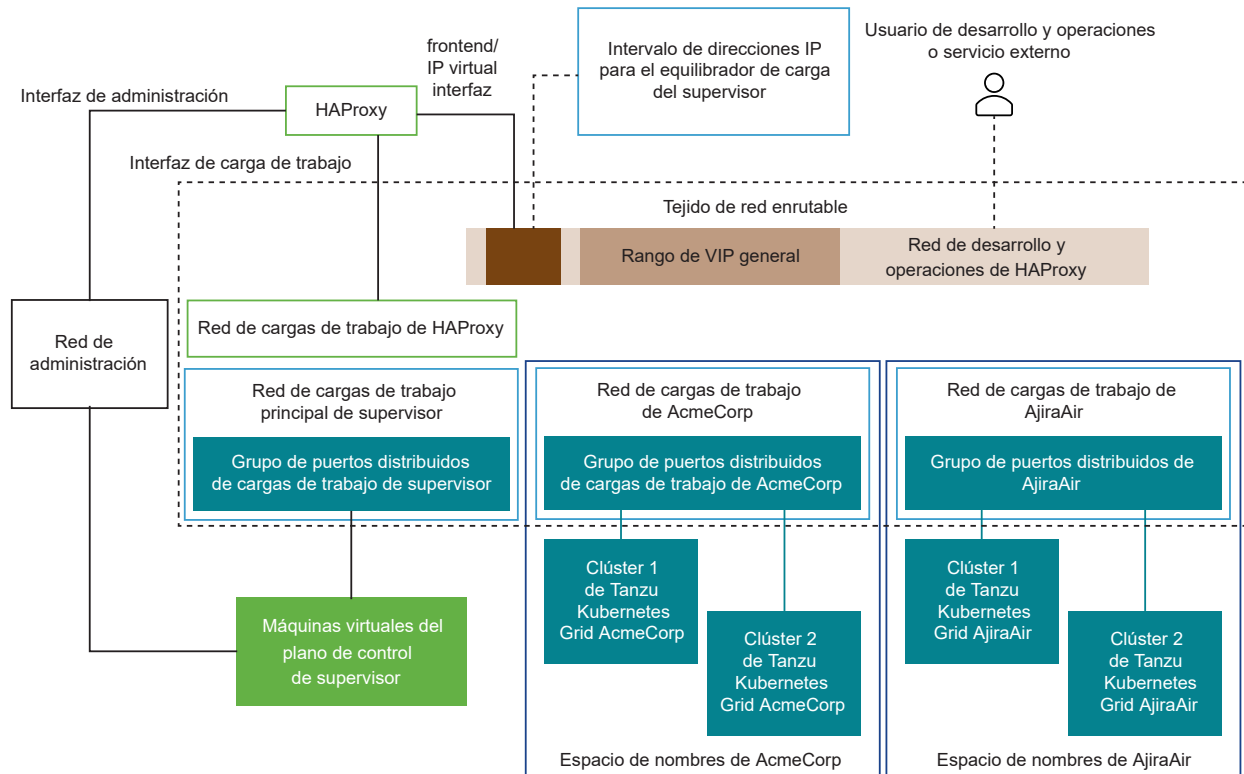 Interfaz de administración
HAProxy
frontend/
IP virtual
interfaz
Intervalo de direcciones IP
para el equilibrador de carga
del supervisor
Usuario de desarrollo y operaciones
o servicio externo
Interfaz de carga de trabajo
Tejido de red enrutable
Rango de VIP general
Red de desarrollo y
operaciones de HAProxy
Red de
administración
Red de cargas de trabajo de HAProxy
Red de cargas de trabajo
principal de supervisor
Grupo de puertos distribuidos
de cargas de trabajo de supervisor
Red de cargas de trabajo
de AcmeCorp
Grupo de puertos distribuidos
de cargas de trabajo de AcmeCorp
Red de cargas de trabajo de
AjiraAir
Grupo de puertos distribuidos de
AjiraAir
Máquinas virtuales del
plano de control
de supervisor
Clúster 1
de Tanzu
Kubernetes
Grid AcmeCorp
Clúster 2
de Tanzu
Kubernetes
Grid AcmeCorp
Clúster 1
de Tanzu
Kubernetes
Grid AjiraAir
Clúster 2
de Tanzu
Kubernetes
Grid AjiraAir
Espacio de nombres de AcmeCorp
Espacio de nombres de AjiraAir